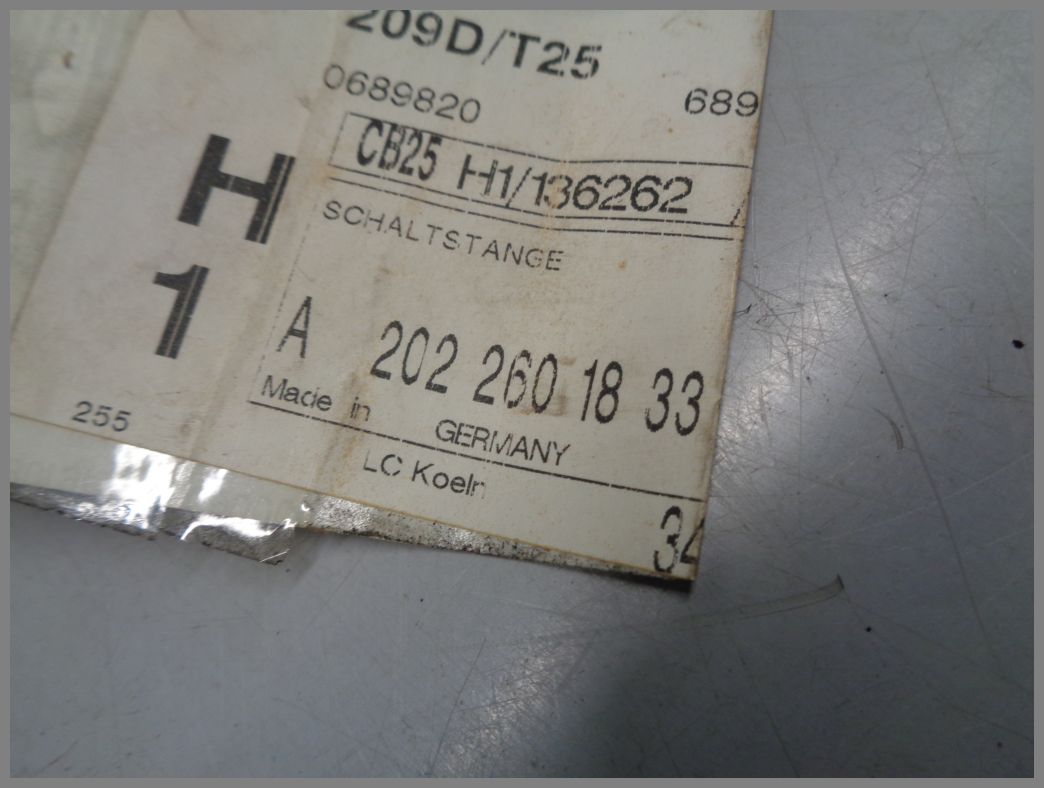 209D/T25
0689820 689
CB25 H1/136262
SCHALTSTANGE
H
1
A 202 260 18 33
Made in GERMANY
255
LC Koeln
34